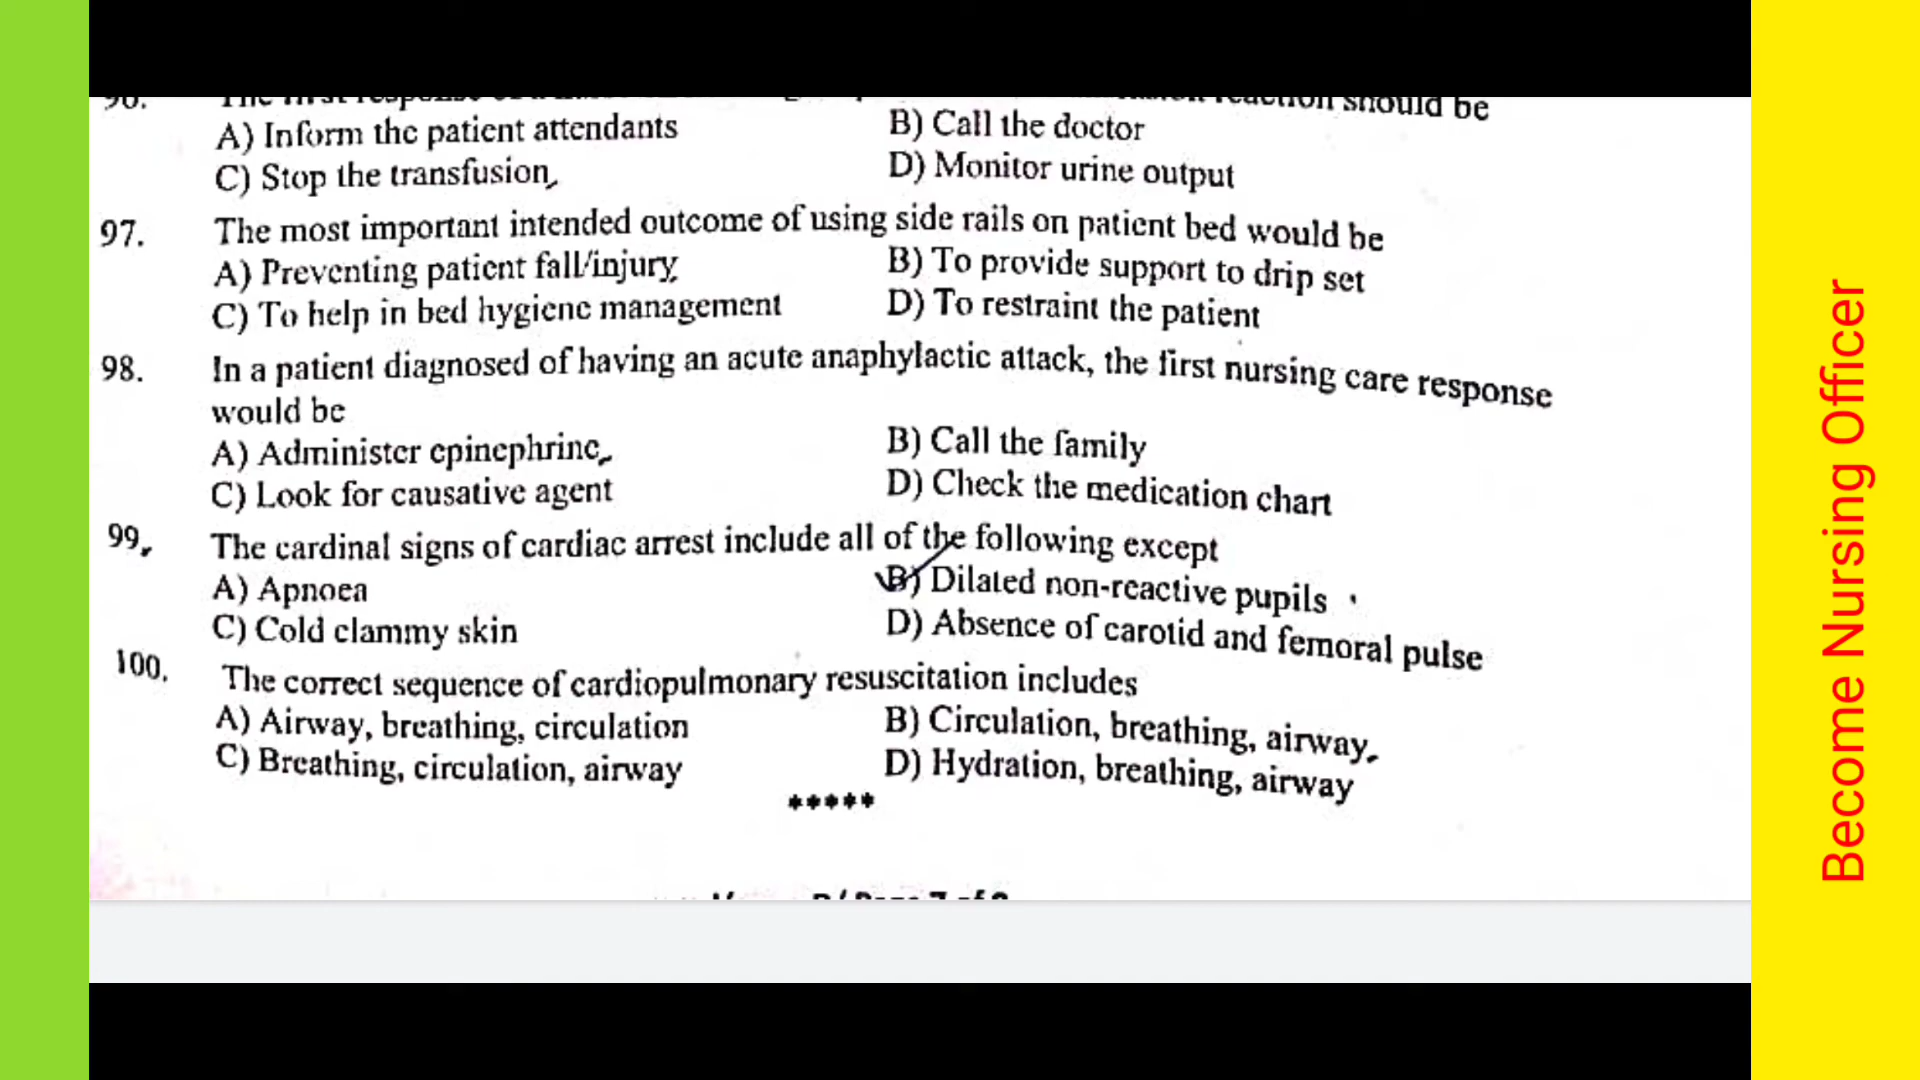 96. The first response of a reaction should be
A) Inform the patient attendants B) Call the doctor
C) Stop the transfusion D) Monitor urine output
97. The most important intended outcome of using side rails on patient bed would be
A) Preventing patient fall/injury B) To provide support to drip set
C) To help in bed hygiene management D) To restraint the patient
98. In a patient diagnosed of having an acute anaphylactic attack, the first nursing care response
would be
A) Administer epinephrine B) Call the family
C) Look for causative agent D) Check the medication chart
99. The cardinal signs of cardiac arrest include all of the following except
A) Apnoea B) Dilated non-reactive pupils
C) Cold clammy skin D) Absence of carotid and femoral pulse
100. The correct sequence of cardiopulmonary resuscitation includes
A) Airway, breathing, circulation B) Circulation, breathing, airway
C) Breathing, circulation, airway D) Hydration, breathing, airway
*****
Become Nursing Officer